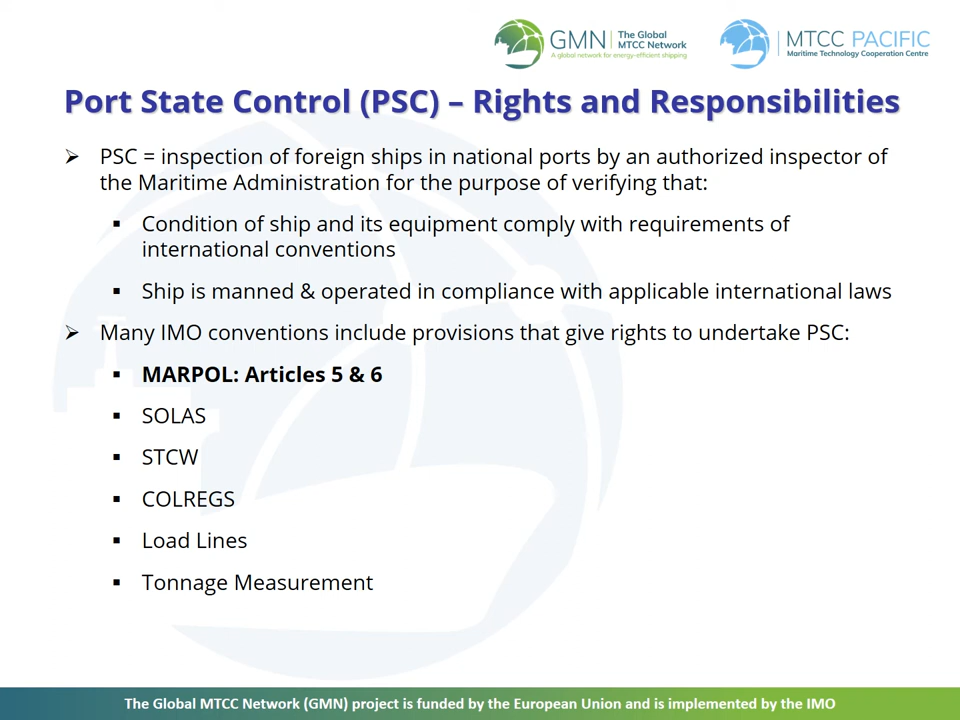 GMN
The Global
MTCC Network
A global network for energy-efficient shipping
MTCC PACIFIC
Maritime Technology Cooperation Centre
Port State Control (PSC) – Rights and Responsibilities
➢ PSC = inspection of foreign ships in national ports by an authorized inspector of
the Maritime Administration for the purpose of verifying that:
▪ Condition of ship and its equipment comply with requirements of
international conventions
▪ Ship is manned & operated in compliance with applicable international laws
➢ Many IMO conventions include provisions that give rights to undertake PSC:
▪ MARPOL: Articles 5 & 6
▪ SOLAS
▪ STCW
▪ COLREGS
▪ Load Lines
▪ Tonnage Measurement
The Global MTCC Network (GMN) project is funded by the European Union and is implemented by the IMO